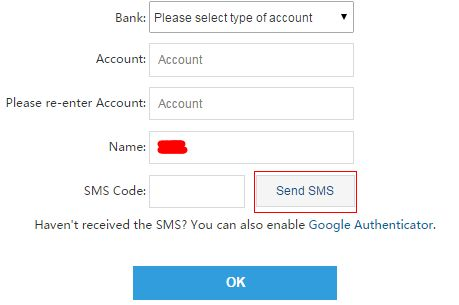 Bank: Please select type of account
Account: Account
Please re-enter Account: Account
Name:
SMS Code: Send SMS
Haven't received the SMS? You can also enable Google Authenticator.
OK